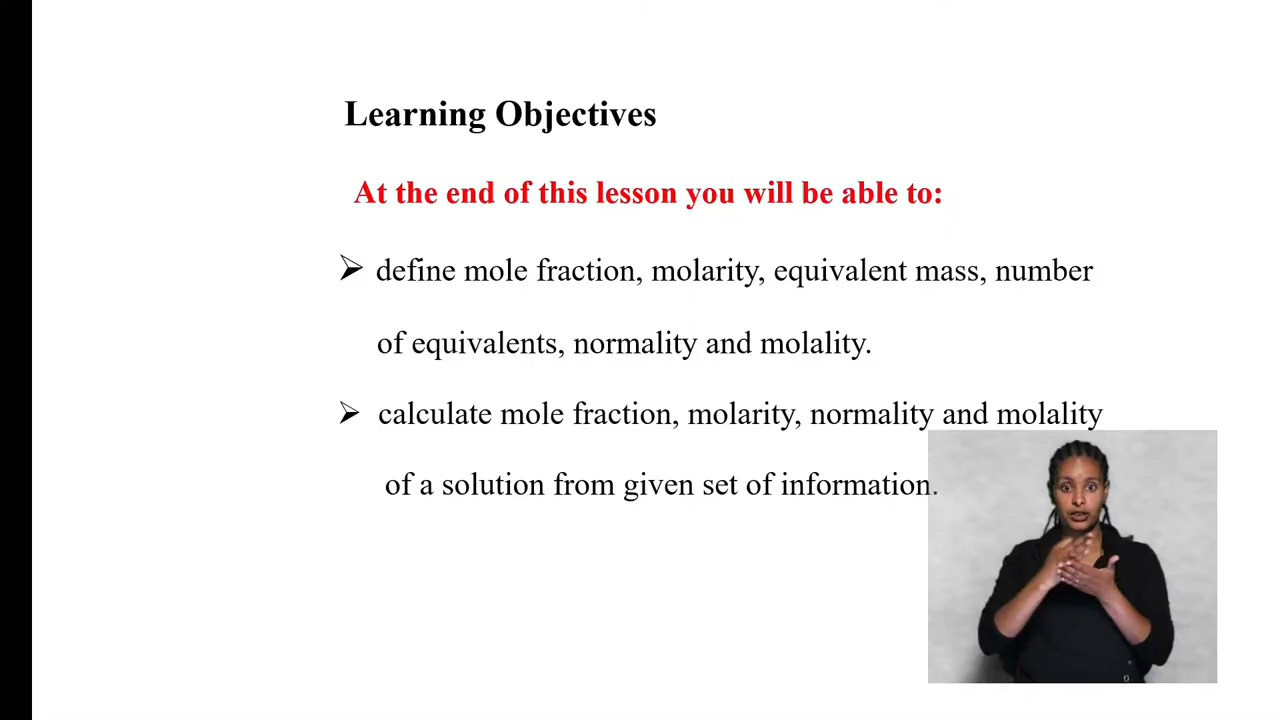 Learning Objectives
At the end of this lesson you will be able to:
➢ define mole fraction, molarity, equivalent mass, number
of equivalents, normality and molality.
➢ calculate mole fraction, molarity, normality and molality
of a solution from given set of information.